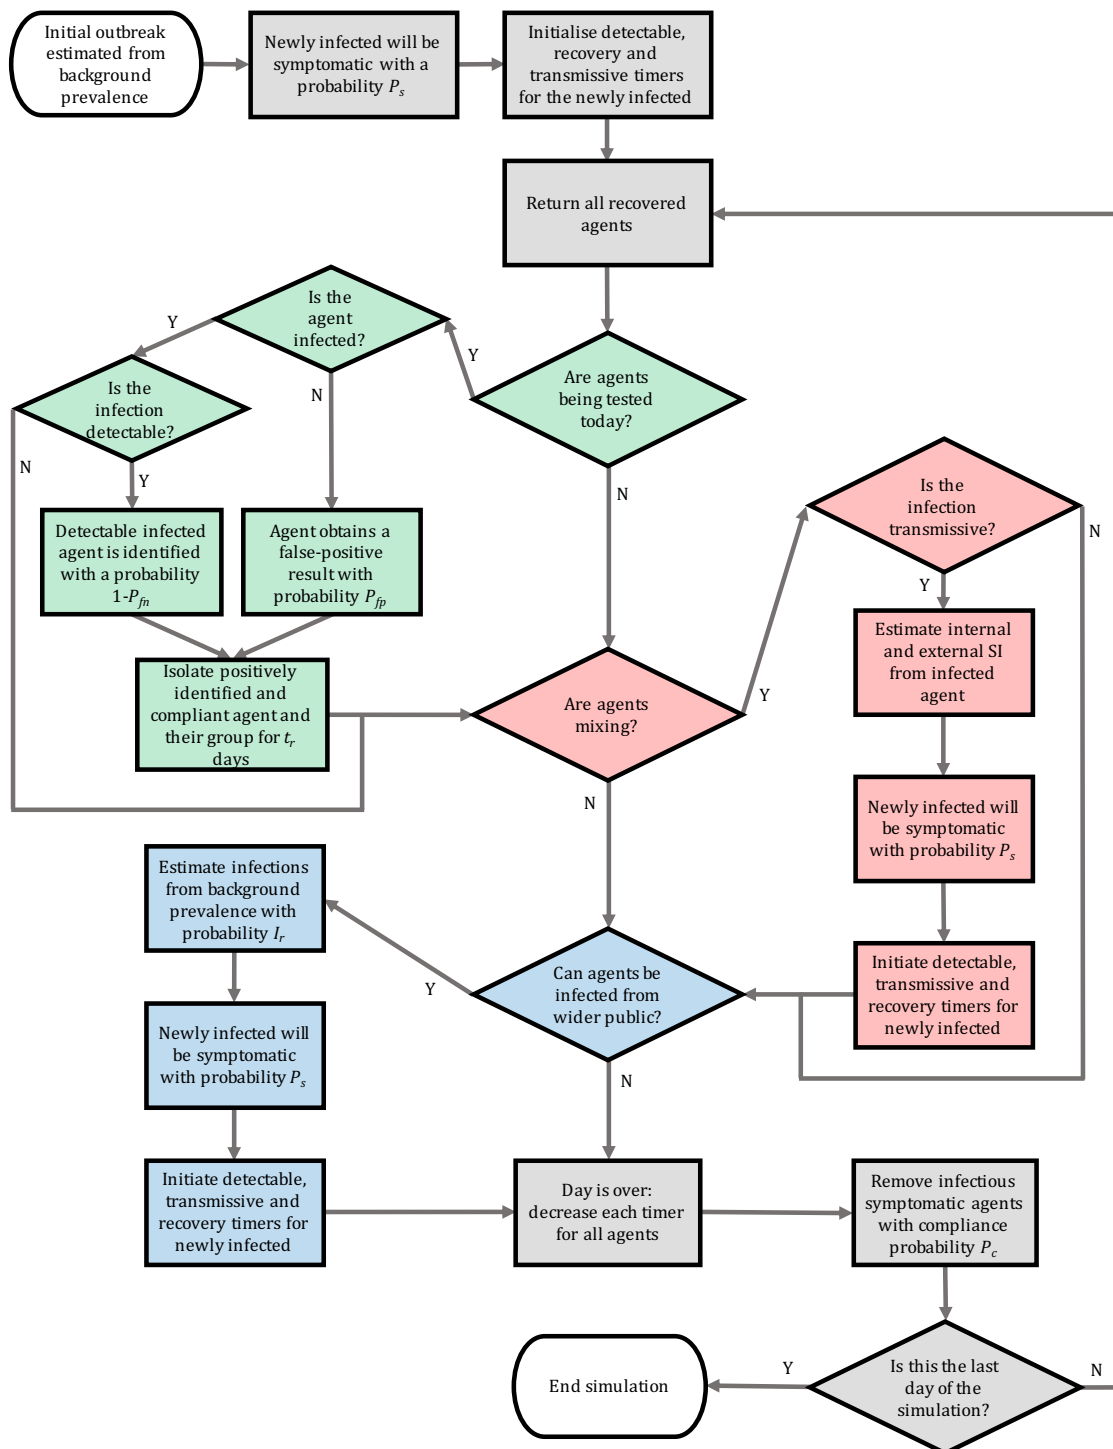 Initial outbreak
estimated from
background
prevalence
Newly infected will be
symptomatic with a
probability Pₛ
Initialise detectable,
recovery and
transmissive timers
for the newly infected
Return all recovered
agents
Is the
agent
infected?
Y
Y
Are agents
being tested
today?
Is the
infection
detectable?
N
N
Y
N
Is the
infection
transmissive?
N
Detectable infected
agent is identified
with a probability
1-P_fn
Agent obtains a
false-positive
result with
probability P_fp
Y
Estimate internal
and external SI
from infected
agent
Isolate positively
identified and
compliant agent and
their group for t_r
days
Are agents
mixing?
Y
N
Newly infected will
be symptomatic
with probability Pₛ
Estimate infections
from background
prevalence with
probability I_r
Y
Can agents be
infected from
wider public?
Initiate detectable,
transmissive and
recovery timers for
newly infected
Newly infected will
be symptomatic
with probability Pₛ
N
Initiate detectable,
transmissive and
recovery timers for
newly infected
Day is over:
decrease each timer
for all agents
Remove infectious
symptomatic agents
with compliance
probability P_c
End simulation
Y
Is this the last
day of the
simulation?
N